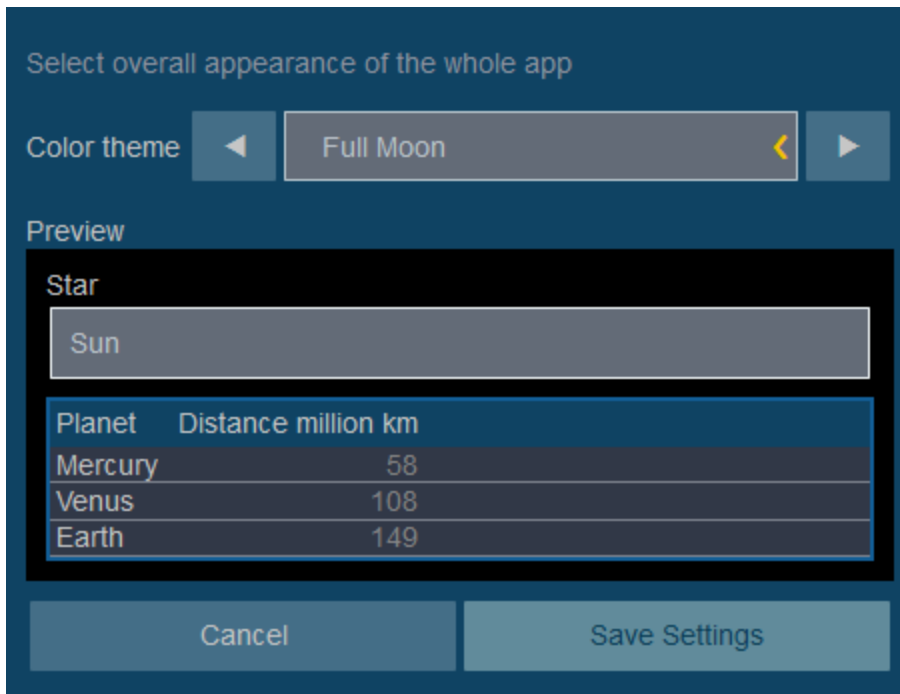 Select overall appearance of the whole app
Color theme
Full Moon
Preview
Star
Sun
Planet Distance million km
Mercury 58
Venus 108
Earth 149
Cancel Save Settings